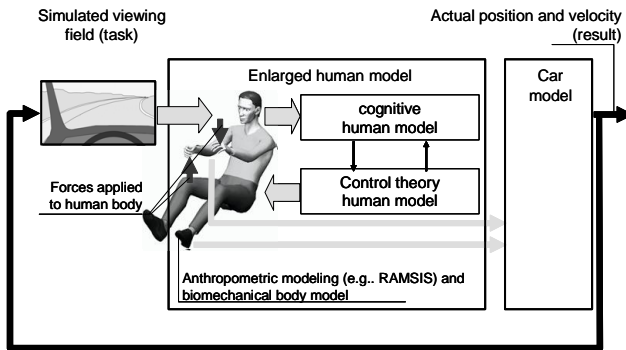 Simulated viewing
field (task)
Actual position and velocity
(result)
Enlarged human model
Car
model
cognitive
human model
Control theory
human model
Forces applied
to human body
Anthropometric modeling (e.g.. RAMSIS) and
biomechanical body model